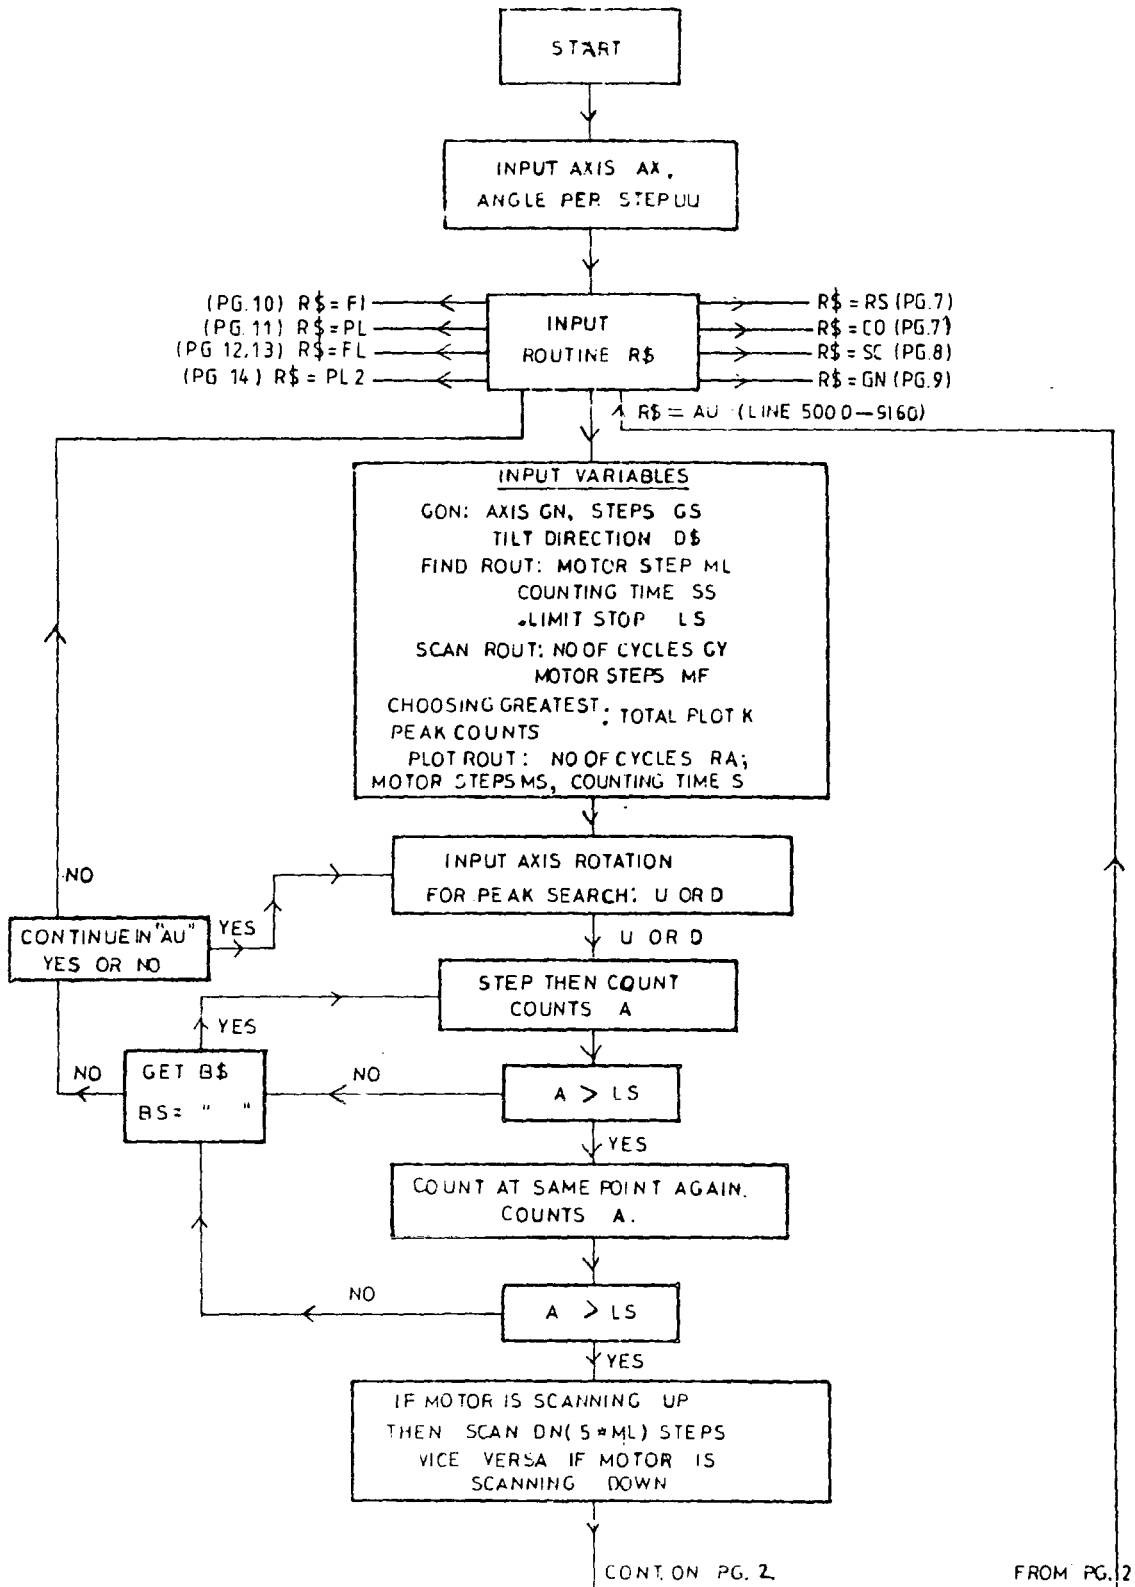 START
INPUT AXIS AX,
ANGLE PER STEP UU
(PG.10) R$=FI
(PG.11) R$=PL
(PG 12,13) R$=FL
(PG 14) R$=PL2
INPUT
ROUTINE R$
R$=RS (PG.7)
R$=CO (PG.7)
R$=SC (PG.8)
R$=GN (PG.9)
R$= AU (LINE 5000-5160)
INPUT VARIABLES
GON: AXIS GN, STEPS GS
TILT DIRECTION D$
FIND ROUT: MOTOR STEP ML
COUNTING TIME SS
.LIMIT STOP LS
SCAN ROUT: NO OF CYCLES GY
MOTOR STEPS MF
CHOOSING GREATEST : TOTAL PLOT K
PEAK COUNTS
PLOT ROUT: NO OF CYCLES RA;
MOTOR STEPS MS, COUNTING TIME S
INPUT AXIS ROTATION
FOR PEAK SEARCH: U OR D
NO
CONTINUE IN "AU"
YES OR NO
YES
U OR D
STEP THEN COUNT
COUNTS A
YES
GET B$
BS= " "
NO
NO
A > LS
YES
COUNT AT SAME POINT AGAIN.
COUNTS A.
NO
A > LS
YES
IF MOTOR IS SCANNING UP
THEN SCAN DN(5*ML) STEPS
VICE VERSA IF MOTOR IS
SCANNING DOWN
CONT. ON PG. 2
FROM PG. 2